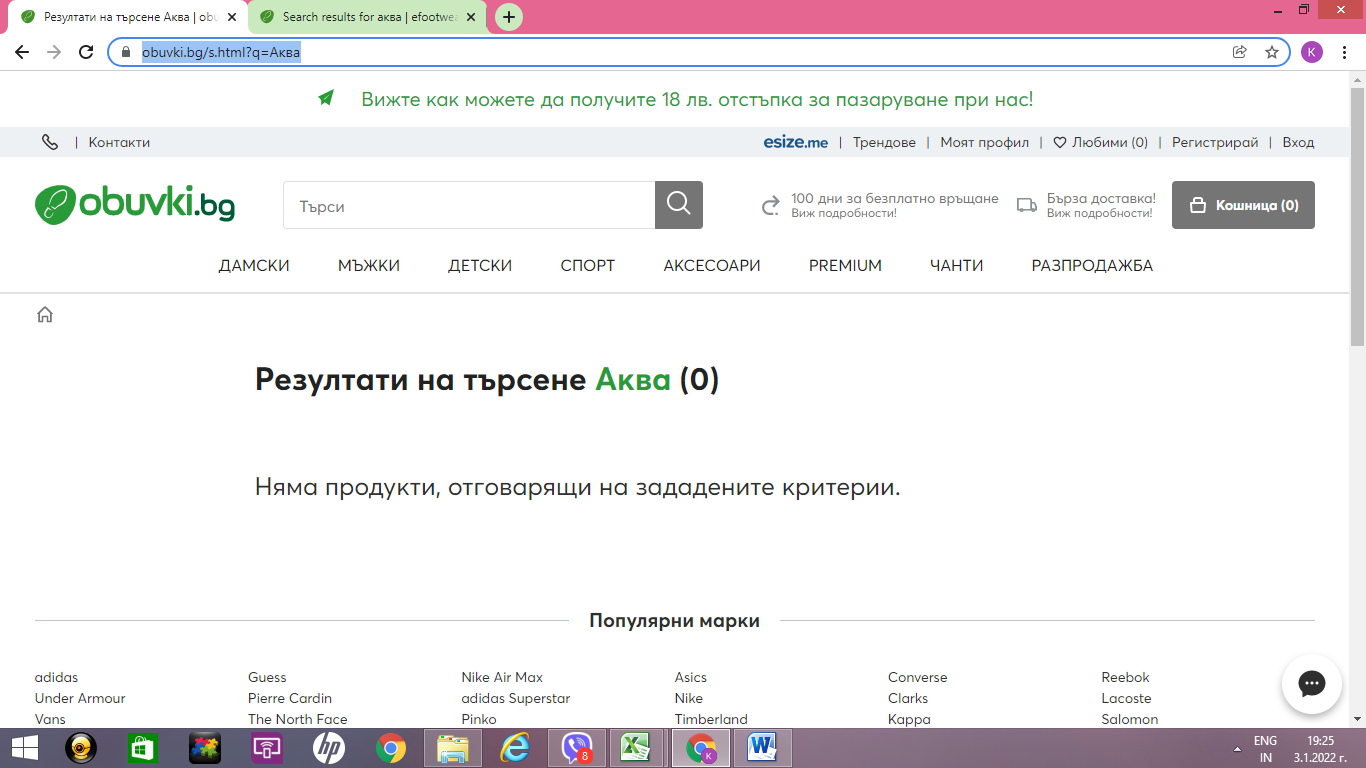 Резултати на търсене Аква | obu
Search results for аква | efootwea
obuvki.bg/s.html?q=Аква
K
Вижте как можете да получите 18 лв. отстъпка за пазаруване при нас!
| Контакти
esize.me | Трендове | Моят профил | Любими (0) | Регистрирай | Вход
obuvki.bg
Търси
100 дни за безплатно връщане
Виж подробности!
Бърза доставка!
Виж подробности!
Кошница (0)
ДАМСКИ МЪЖКИ ДЕТСКИ СПОРТ АКСЕСОАРИ PREMIUM ЧАНТИ РАЗПРОДАЖБА
Резултати на търсене Аква (0)
Няма продукти, отговарящи на зададените критерии.
Популярни марки
adidas Guess Nike Air Max Asics Converse Reebok
Under Armour Pierre Cardin adidas Superstar Nike Clarks Lacoste
Vans The North Face Pinko Timberland Kappa Salomon
hp
8
K
ENG
IN
19:25
3.1.2022 г.